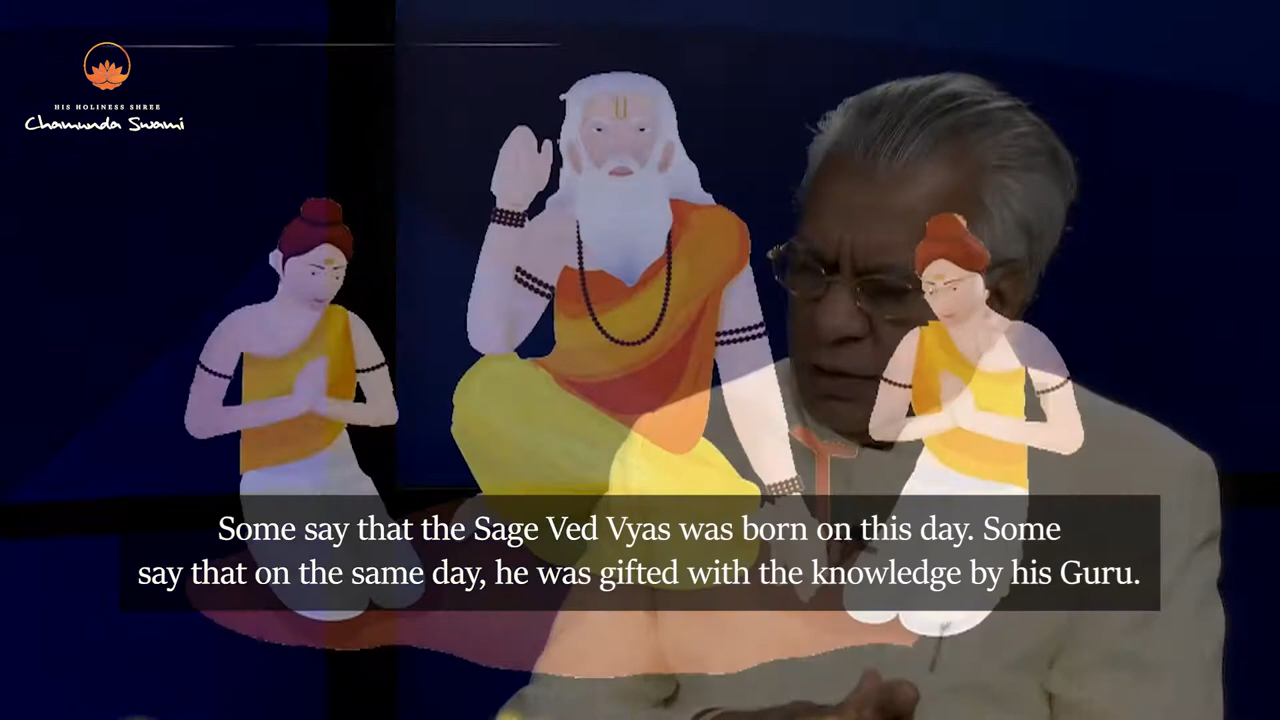 HIS HOLINESS SHREE
Chamunda Swami
Some say that the Sage Ved Vyas was born on this day. Some
say that on the same day, he was gifted with the knowledge by his Guru.